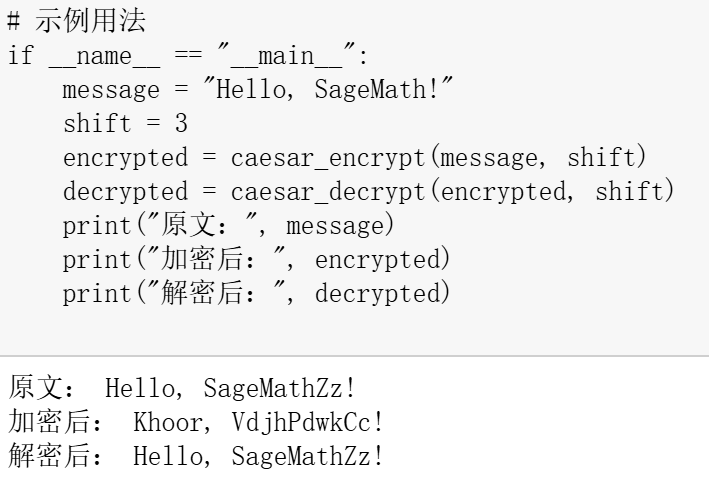 # 示例用法
if __name__ == "__main__":
    message = "Hello, SageMath!"
    shift = 3
    encrypted = caesar_encrypt(message, shift)
    decrypted = caesar_decrypt(encrypted, shift)
    print("原文：", message)
    print("加密后：", encrypted)
    print("解密后：", decrypted)
原文： Hello, SageMathZz!
加密后： Khoor, VdjhPdwkCc!
解密后： Hello, SageMathZz!